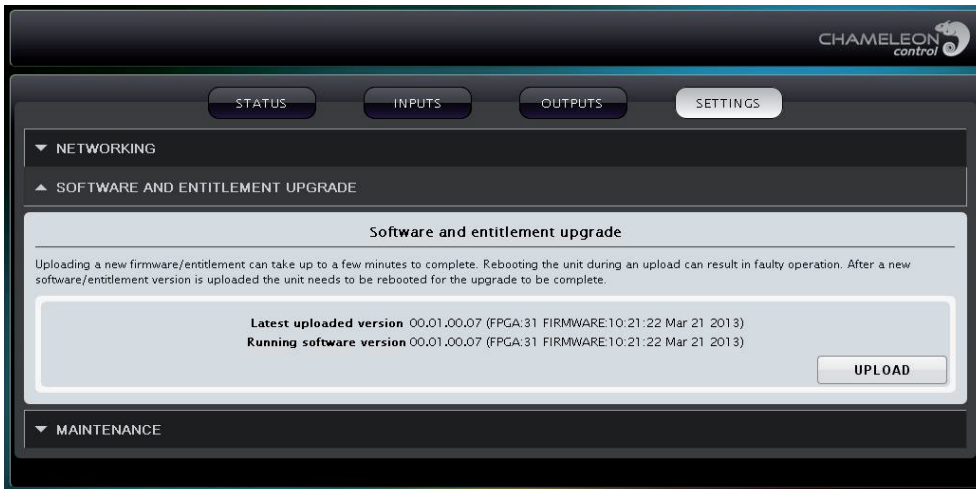 CHAMELEON
control
STATUS
INPUTS
OUTPUTS
SETTINGS
NETWORKING
SOFTWARE AND ENTITLEMENT UPGRADE
Software and entitlement upgrade
Uploading a new firmware/entitlement can take up to a few minutes to complete. Rebooting the unit during an upload can result in faulty operation. After a new
software/entitlement version is uploaded the unit needs to be rebooted for the upgrade to be complete.
Latest uploaded version 00.01.00.07 (FPGA:31 FIRMWARE:10:21:22 Mar 21 2013)
Running software version 00.01.00.07 (FPGA:31 FIRMWARE:10:21:22 Mar 21 2013)
UPLOAD
MAINTENANCE